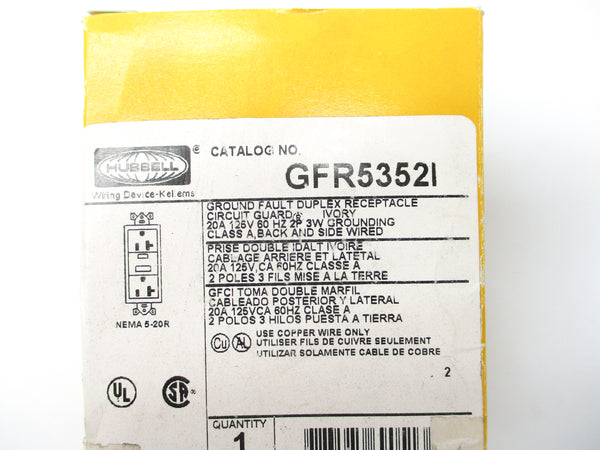 HUBBELL
®
CATALOG NO.
GFR5352I
Wiring Device-Kellems
GROUND FAULT DUPLEX RECEPTACLE
CIRCUIT GUARD® IVORY
20A 125V 60 HZ 2P 3W GROUNDING
CLASS A,BACK AND SIDE WIRED
PRISE DOUBLE IDALT IVOIRE
CABLAGE ARRIERE ET LATETAL
20A 125V,CA 60HZ CLASSE A
2 POLES 3 FILS MISE A LA TERRE
GFCI TOMA DOUBLE MARFIL
CABLEADO POSTERIOR Y LATERAL
20A 125VCA 60HZ CLASE A
2 POLOS 3 HILOS PUESTA A TIERRA
NEMA 5-20R
Cu AL
USE COPPER WIRE ONLY
UTILISER FILS DE CUIVRE SEULEMENT
UTILIZAR SOLAMENTE CABLE DE COBRE
2
UL SA
QUANTITY
1